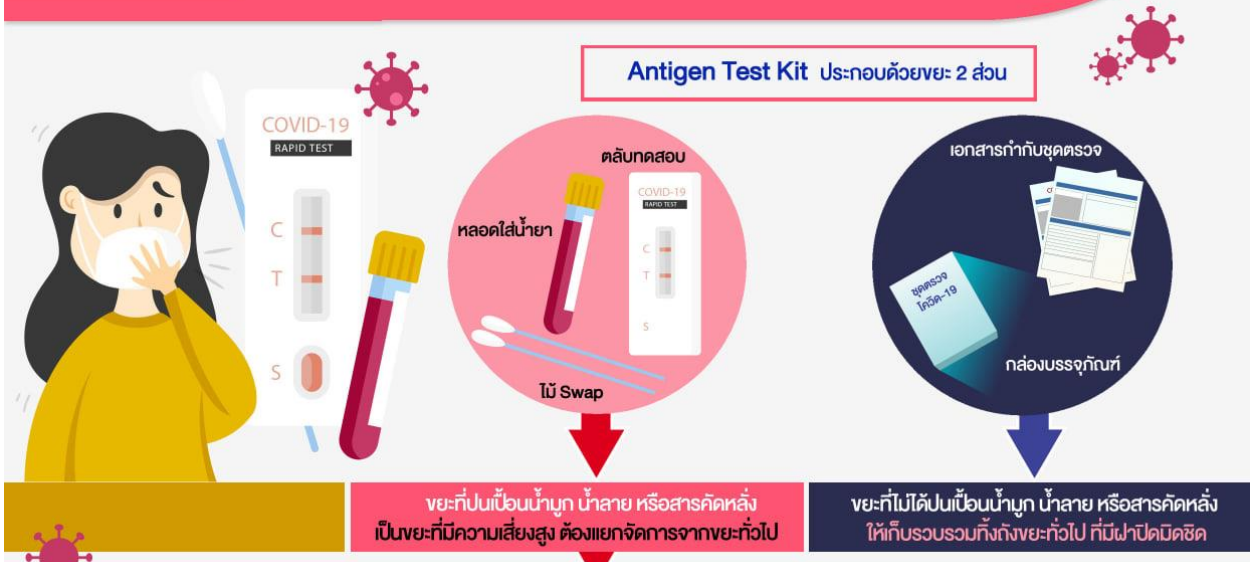 Antigen Test Kit ประกอบด้วยขยะ 2 ส่วน
COVID-19
RAPID TEST
C
T
S
ตลับทดสอบ
หลอดใส่น้ำยา
COVID-19
RAPID TEST
C
T
S
ไม้ Swap
เอกสารกำกับชุดตรวจ
ชุดตรวจ
โควิด-19
กล่องบรรจุภัณฑ์
ขยะที่ปนเปื้อนน้ำมูก น้ำลาย หรือสารคัดหลั่ง
เป็นขยะที่มีความเสี่ยงสูง ต้องแยกจัดการจากขยะทั่วไป
ขยะที่ไม่ได้ปนเปื้อนน้ำมูก น้ำลาย หรือสารคัดหลั่ง
ให้เก็บรวบรวมทิ้งถังขยะทั่วไป ที่มีฝาปิดมิดชิด